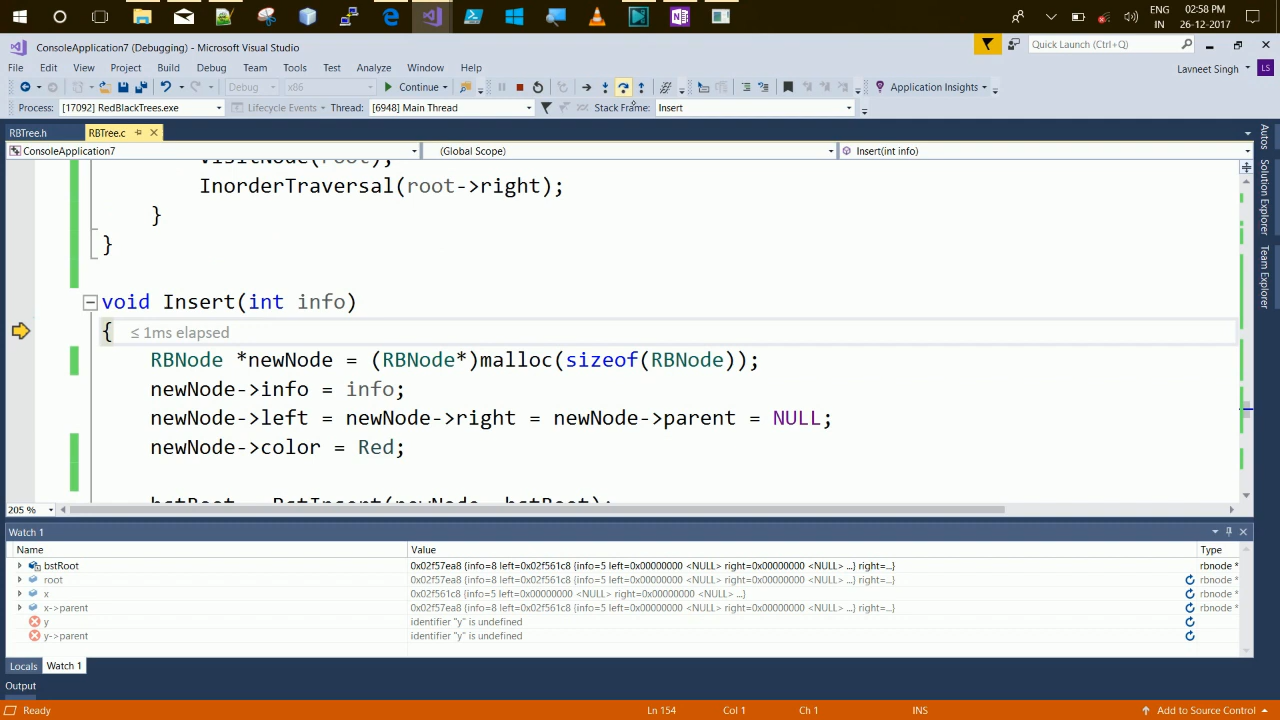 ENG
IN
02:58 PM
26-12-2017
ConsoleApplication7 (Debugging) - Microsoft Visual Studio
Quick Launch (Ctrl+Q)
File Edit View Project Build Debug Team Tools Test Analyze Window Help
Lavneet Singh LS
Debug x86 Continue Application Insights
Process: [17092] RedBlackTrees.exe Lifecycle Events Thread: [6948] Main Thread Stack Frame: Insert
RBTree.h RBTree.c
ConsoleApplication7 (Global Scope) Insert(int info)
VisitNode(root);
InorderTraversal(root->right);
}
}
void Insert(int info)
{ ≤ 1ms elapsed
RBNode *newNode = (RBNode*)malloc(sizeof(RBNode));
newNode->info = info;
newNode->left = newNode->right = newNode->parent = NULL;
newNode->color = Red;
bstRoot = BstInsert(newNode, bstRoot);
205 %
Autos
Solution Explorer
Team Explorer
Watch 1
Name Value Type
bstRoot 0x02f57ea8 {info=8 left=0x02f561c8 {info=5 left=0x00000000 <NULL> right=0x00000000 <NULL> ...} right=...} rbnode *
root 0x02f57ea8 {info=8 left=0x02f561c8 {info=5 left=0x00000000 <NULL> right=0x00000000 <NULL> ...} right=...} rbnode *
x 0x02f561c8 {info=5 left=0x00000000 <NULL> right=0x00000000 <NULL> ...} rbnode *
x->parent 0x02f57ea8 {info=8 left=0x02f561c8 {info=5 left=0x00000000 <NULL> right=0x00000000 <NULL> ...} right=...} rbnode *
y identifier "y" is undefined
y->parent identifier "y" is undefined
Locals Watch 1
Output
Ready Ln 154 Col 1 Ch 1 INS Add to Source Control